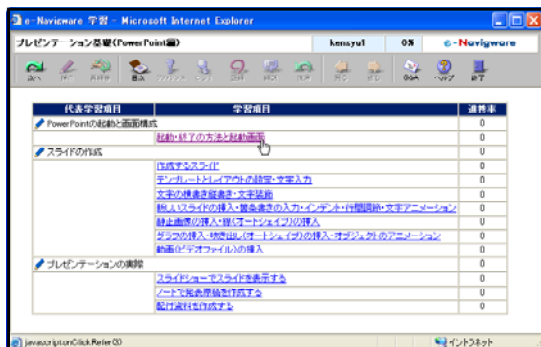 e-Navigware 学習 - Microsoft Internet Explorer
プレゼンテーション基礎(PowerPoint編) kensyu1 0% e-Navigware
目次 Q&A ヘルプ 終了
代表学習項目 学習項目 進捗率
PowerPointの起動と画面構成 0
起動・終了の方法と起動画面 0
スライドの作成 0
作成するスライド 0
テンプレートとレイアウトの設定・文字入力 0
文字の横書き縦書き・文字装飾 0
新しいスライドの挿入・箇条書きの入力・インデント・行間調節・文字アニメーション 0
静止画像の挿入・描く(オートシェイプ)の挿入 0
グラフの挿入・吹き出し(オートシェイプ)の挿入・オブジェクトのアニメーション 0
動画(ビデオファイル)の挿入 0
プレゼンテーションの実際 0
スライドショーでスライドを表示する 0
ノートで発表原稿を作成する 0
配付資料を作成する 0
イントラネット